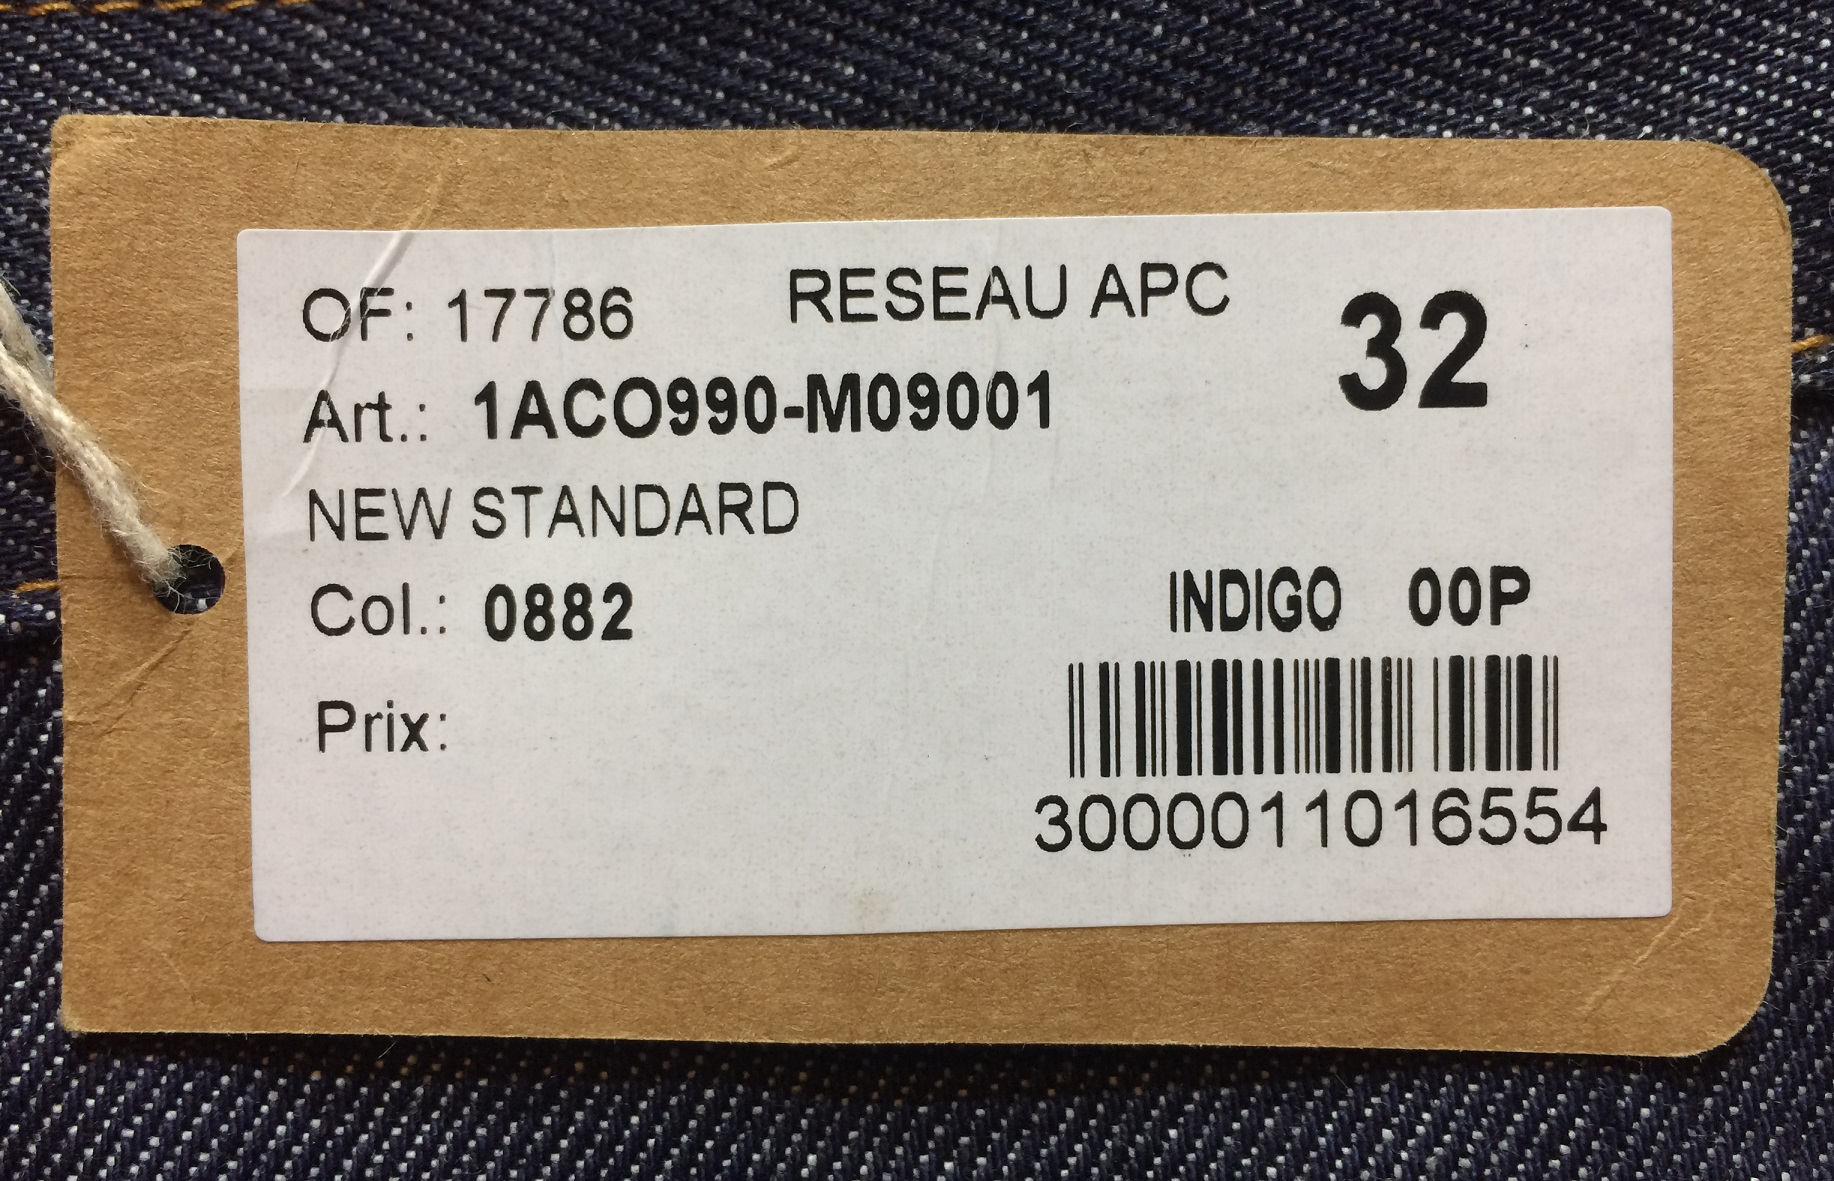 OF: 17786 RESEAU APC 32
Art.: 1ACO990-M09001
NEW STANDARD
Col.: 0882 INDIGO 00P
Prix:
3000011016554